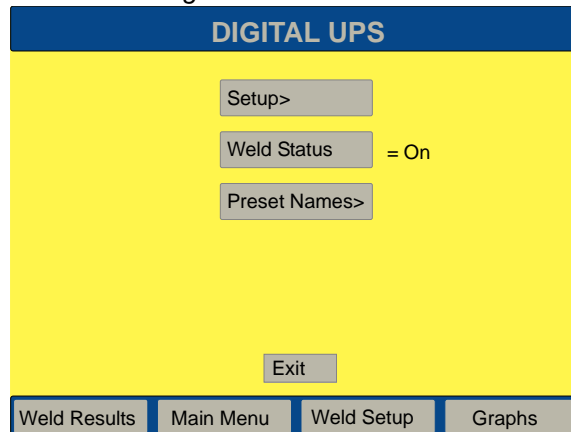 DIGITAL UPS
Setup>
Weld Status = On
Preset Names>
Exit
Weld Results Main Menu Weld Setup Graphs